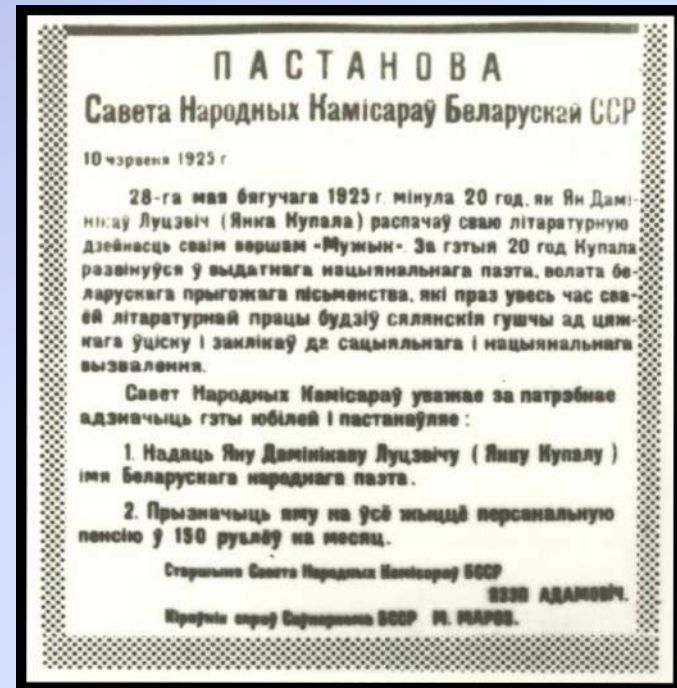 ПАСТАНОВА
Савета Народных Камісараў Беларускай ССР
10 чэрвеня 1925 г
28-га мая бягучага 1925 г. мінула 20 год, як Ян Дамі-
нікаў Луцэвіч (Янка Купала) распачаў сваю літаратурную
дзейнасць сваім вершам «Мужык». За гэтыя 20 год Купала
развінуўся ў выдатнага нацыянальнага паэта, волата бе-
ларускага прыгожага пісьменства, які праз увесь час сва-
ёй літаратурнай працы будзіў сялянскія гушчы ад цяж-
кага ўціску і заклікаў да сацыяльнага і нацыянальнага
вызвалення.
Савет Народных Камісараў уважае за патрэбнае
адзначыць гэты юбілей і пастанаўляе:
1. Надаць Яну Дамінікаву Луцэвічу (Янку Купалу)
імя Беларускага народнага паэта.
2. Прызначыць яму на ўсё жыццё персанальную
пенсію ў 150 рублёў на месяц.
Старшыня Савета Народных Камісараў БССР
ЯЗЭП АДАМОВІЧ.
Кіраўнік спраў Саўнаркома БССР М. МАРОЗ.